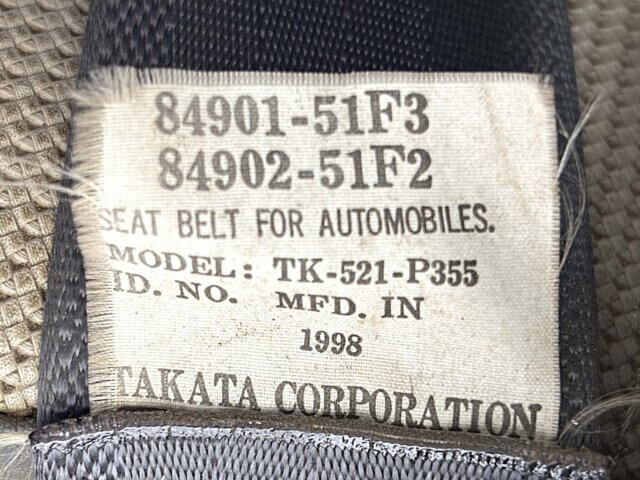 84901-51F3
84902-51F2
SEAT BELT FOR AUTOMOBILES.
MODEL: TK-521-P355
ID. NO. MFD. IN
1998
TAKATA CORPORATION